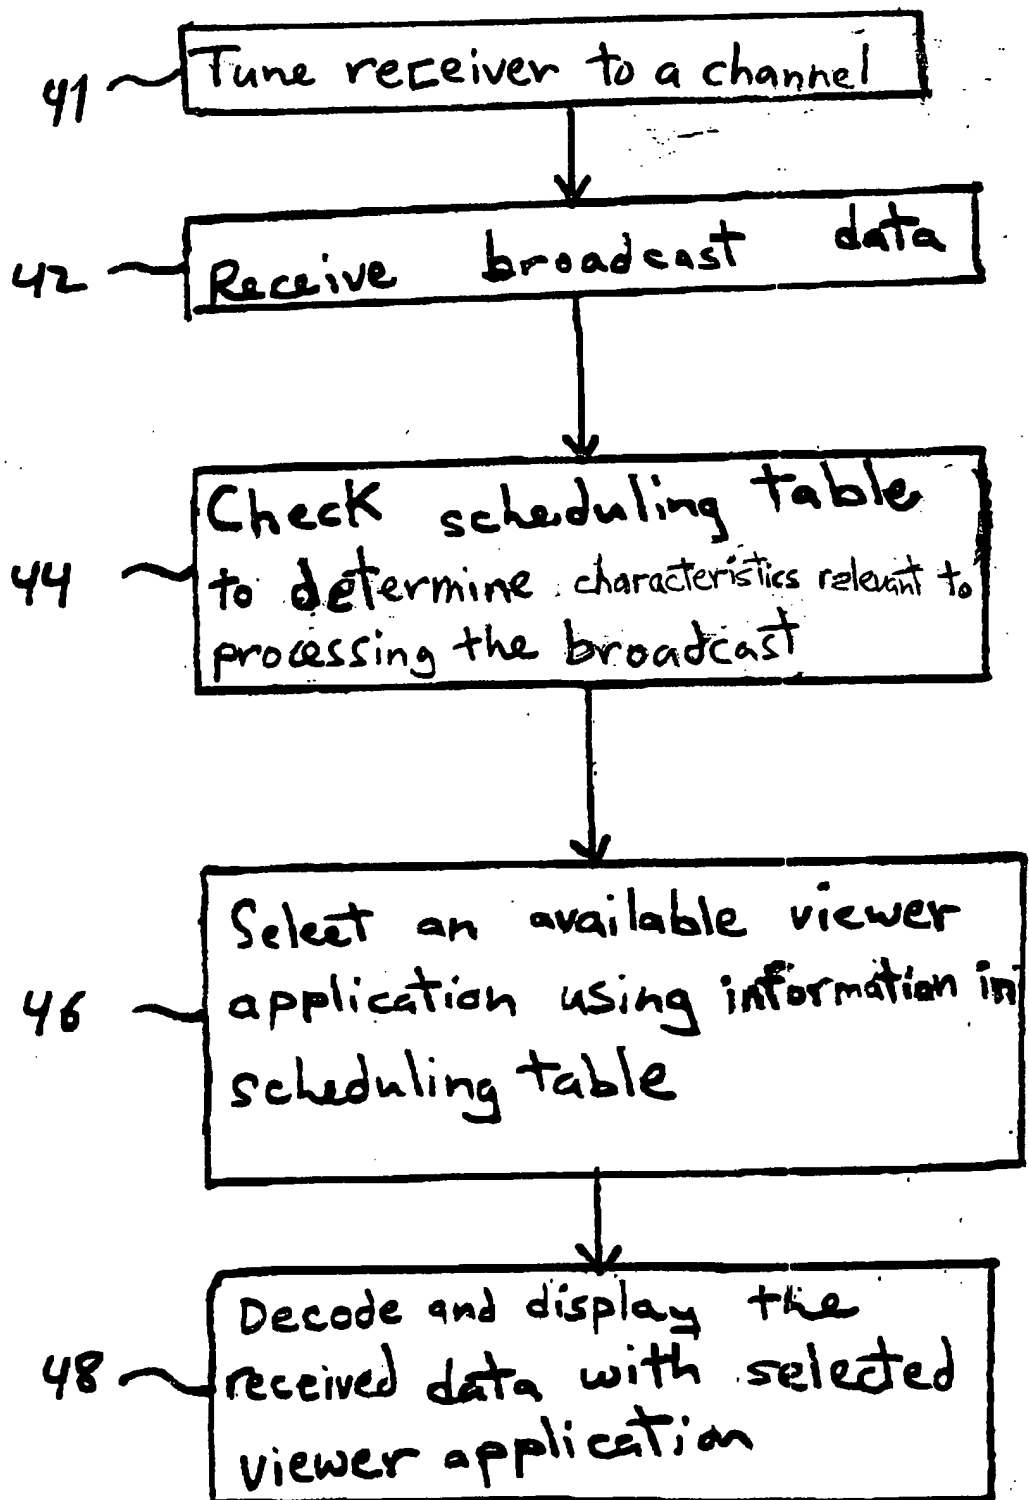 41
Tune receiver to a channel
42
Receive broadcast data
44
Check scheduling table
to determine characteristics relevant to
processing the broadcast
46
Select an available viewer
application using information in
scheduling table
48
Decode and display the
received data with selected
viewer application